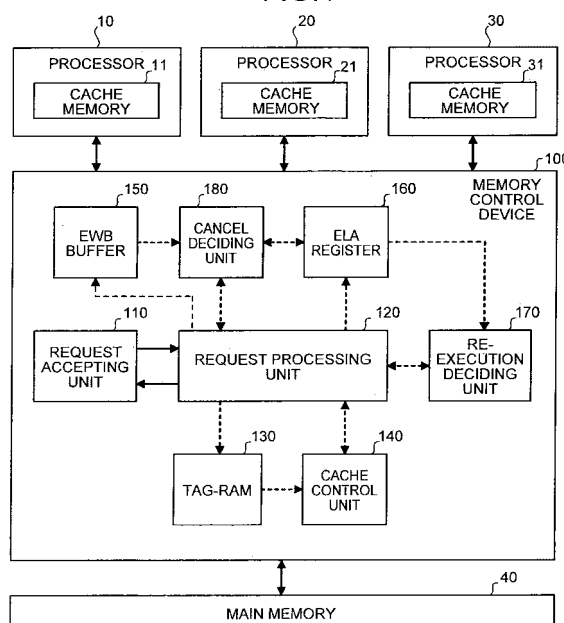 10
20
30
PROCESSOR
11
CACHE
MEMORY
PROCESSOR
21
CACHE
MEMORY
PROCESSOR
31
CACHE
MEMORY
100
MEMORY
CONTROL
DEVICE
150
EWB
BUFFER
180
CANCEL
DECIDING
UNIT
160
ELA
REGISTER
110
REQUEST
ACCEPTING
UNIT
120
REQUEST PROCESSING
UNIT
170
RE-
EXECUTION
DECIDING
UNIT
130
TAG-RAM
140
CACHE
CONTROL
UNIT
40
MAIN MEMORY